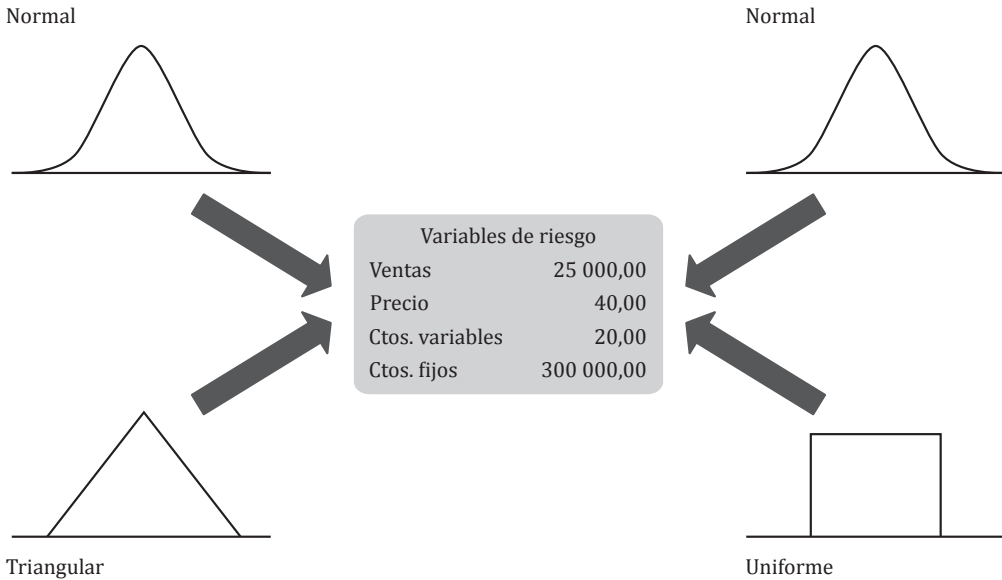 Normal
Normal
Variables de riesgo
Ventas 25 000,00
Precio 40,00
Ctos. variables 20,00
Ctos. fijos 300 000,00
Triangular
Uniforme